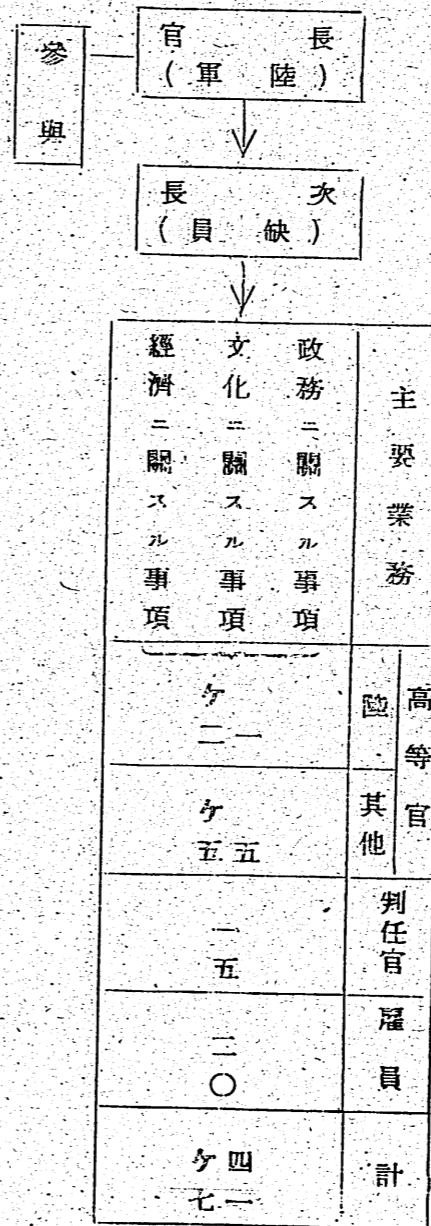 長官
(陸軍)
參與
次長
(缺員)
主要業務
高等官
陸
其他
判任官
雇員
計
政務ニ關スル事項
文化ニ關スル事項
經濟ニ關スル事項
一
ケ二
五
ケ五
一五
二〇
四一
ケ七